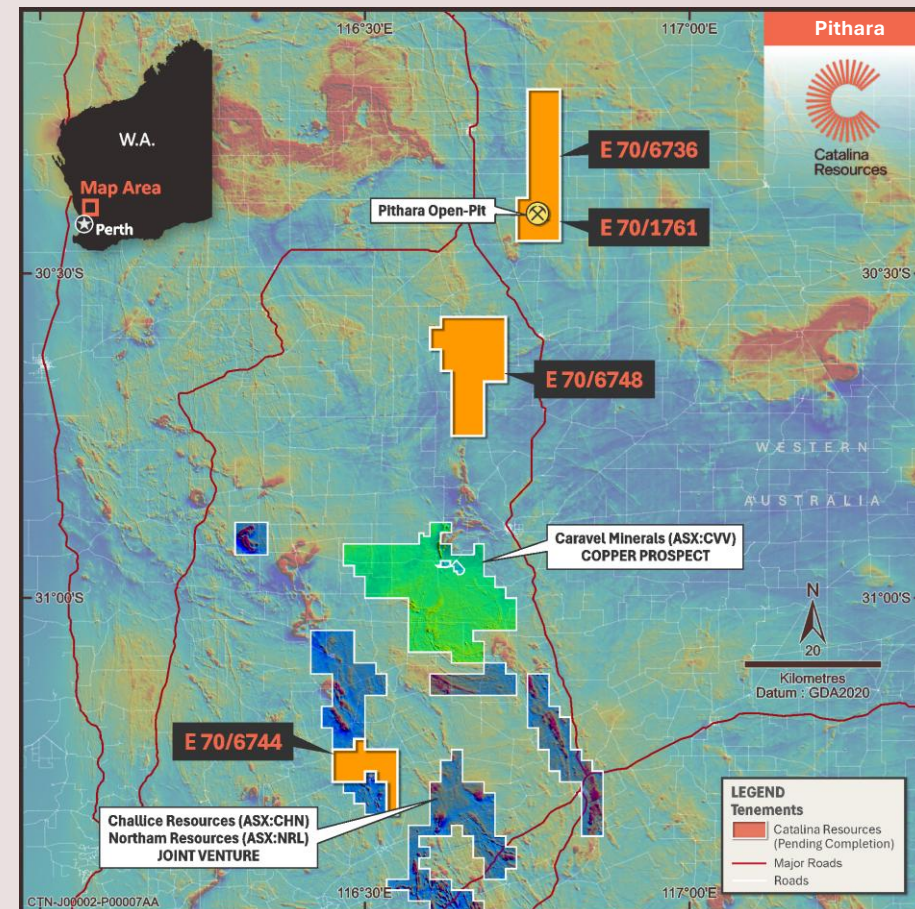 116°30'E
117°00'E
Pithara
Catalina
Resources
W.A.
Map Area
Perth
E 70/6736
Pithara Open-Pit
E 70/1761
30°30'S
30°30'S
E 70/6748
WESTERN
AUSTRALIA
Caravel Minerals (ASX:CVV)
COPPER PROSPECT
31°00'S
31°00'S
N
20
Kilometres
Datum : GDA2020
E 70/6744
Challice Resources (ASX:CHN)
Northam Resources (ASX:NRL)
JOINT VENTURE
LEGEND
Tenements
Catalina Resources
(Pending Completion)
Major Roads
Roads
116°30'E
117°00'E
CTN-J00002-P00007AA